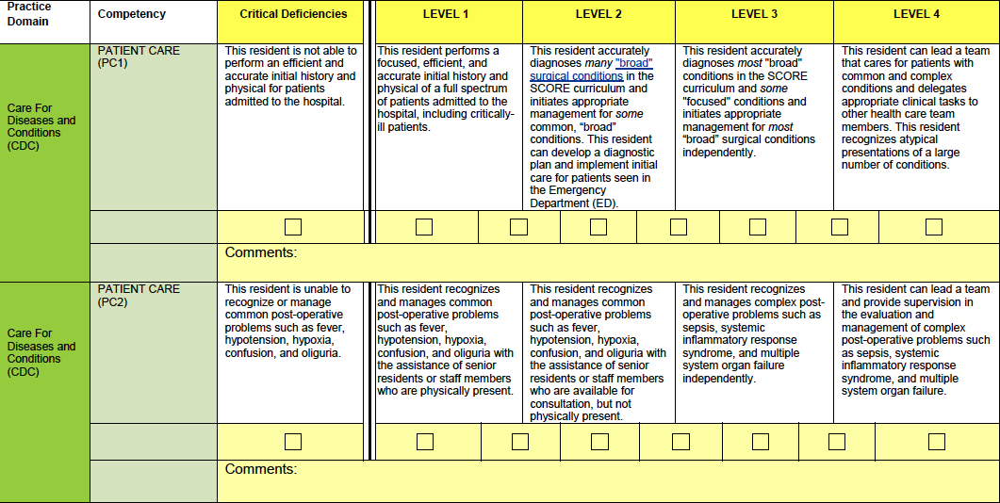 Practice
Domain
Competency
Critical Deficiencies
LEVEL 1
LEVEL 2
LEVEL 3
LEVEL 4
Care For
Diseases and
Conditions
(CDC)
PATIENT CARE
(PC1)
This resident is not able to
perform an efficient and
accurate initial history and
physical for patients
admitted to the hospital.
This resident performs a
focused, efficient, and
accurate initial history and
physical of a full spectrum
of patients admitted to the
hospital, including critically-
ill patients.
This resident accurately
diagnoses many "broad"
surgical conditions in the
SCORE curriculum and
initiates appropriate
management for some
common, “broad”
conditions. This resident
can develop a diagnostic
plan and implement initial
care for patients seen in
the Emergency
Department (ED).
This resident accurately
diagnoses most "broad"
conditions in the SCORE
curriculum and some
"focused" conditions and
initiates appropriate
management for most
“broad” surgical conditions
independently.
This resident can lead a team
that cares for patients with
common and complex
conditions and delegates
appropriate clinical tasks to
other health care team
members. This resident
recognizes atypical
presentations of a large
number of conditions.
Comments:
Care For
Diseases and
Conditions
(CDC)
PATIENT CARE
(PC2)
This resident is unable to
recognize or manage
common post-operative
problems such as fever,
hypotension, hypoxia,
confusion, and oliguria.
This resident recognizes
and manages common
post-operative problems
such as fever,
hypotension, hypoxia,
confusion, and oliguria with
the assistance of senior
residents or staff members
who are physically present.
This resident recognizes
and manages common
post-operative problems
such as fever,
hypotension, hypoxia,
confusion, and oliguria with
the assistance of senior
residents or staff members
who are available for
consultation, but not
physically present.
This resident recognizes
and manages complex post-
operative problems such as
sepsis, systemic
inflammatory response
syndrome, and multiple
system organ failure
independently.
This resident can lead a team
and provide supervision in
the evaluation and
management of complex
post-operative problems such
as sepsis, systemic
inflammatory response
syndrome, and multiple
system organ failure.
Comments: